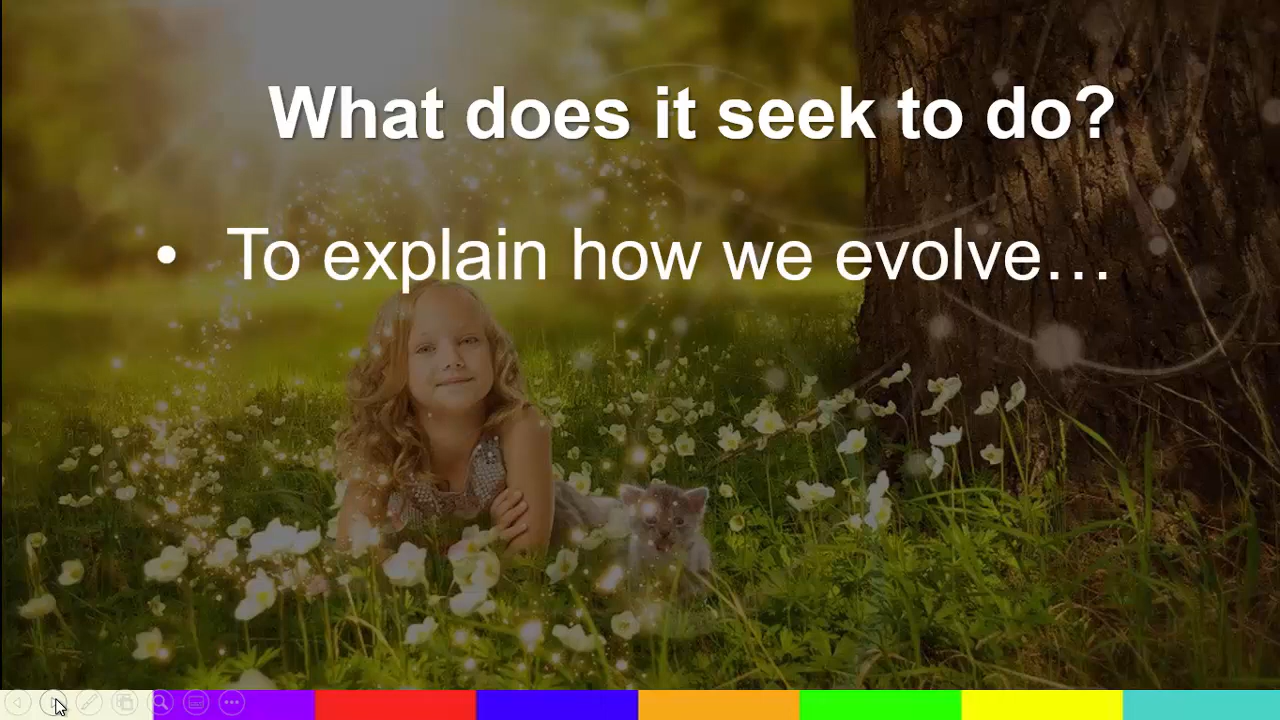 What does it seek to do?
• To explain how we evolve…